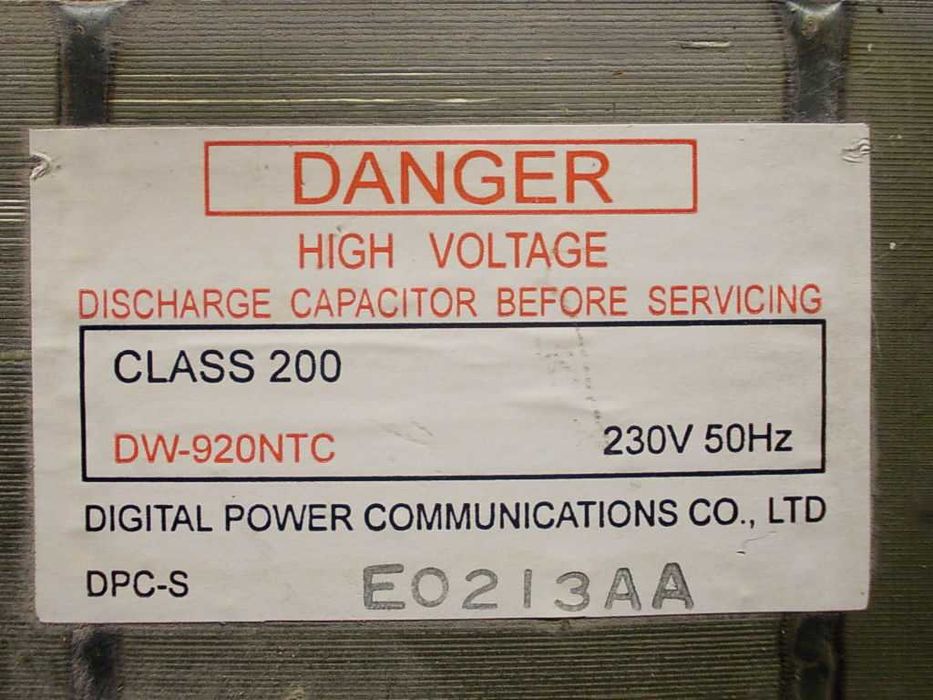 DANGER
HIGH VOLTAGE
DISCHARGE CAPACITOR BEFORE SERVICING
CLASS 200
DW-920NTC 230V 50Hz
DIGITAL POWER COMMUNICATIONS CO., LTD
DPC-S E0213AA